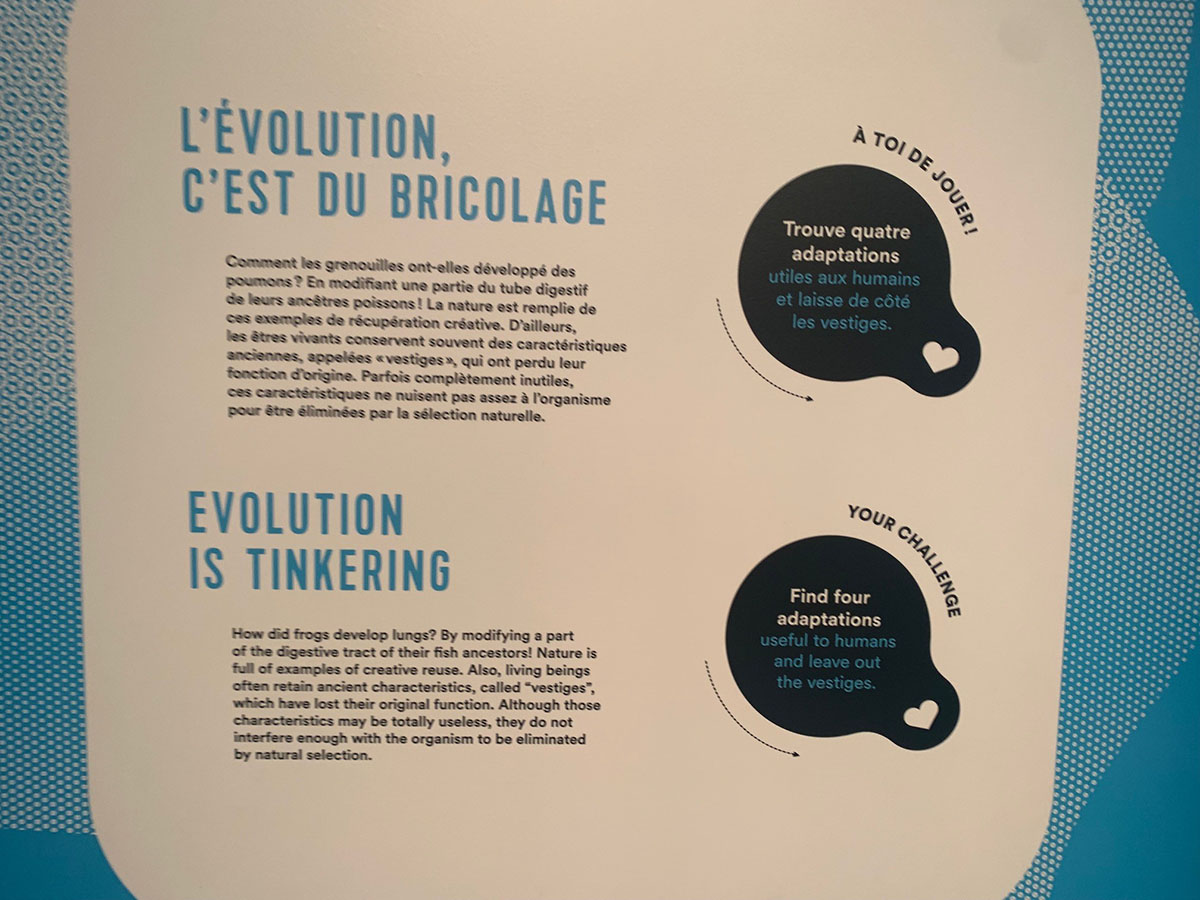 L'ÉVOLUTION,
C'EST DU BRICOLAGE
Comment les grenouilles ont-elles développé des
poumons ? En modifiant une partie du tube digestif
de leurs ancêtres poissons ! La nature est remplie de
ces exemples de récupération créative. D'ailleurs,
les êtres vivants conservent souvent des caractéristiques
anciennes, appelées « vestiges », qui ont perdu leur
fonction d'origine. Parfois complètement inutiles,
ces caractéristiques ne nuisent pas assez à l'organisme
pour être éliminées par la sélection naturelle.
À TOI DE JOUER !
Trouve quatre
adaptations
utiles aux humains
et laisse de côté
les vestiges.
EVOLUTION
IS TINKERING
How did frogs develop lungs? By modifying a part
of the digestive tract of their fish ancestors! Nature is
full of examples of creative reuse. Also, living beings
often retain ancient characteristics, called "vestiges",
which have lost their original function. Although those
characteristics may be totally useless, they do not
interfere enough with the organism to be eliminated
by natural selection.
YOUR CHALLENGE
Find four
adaptations
useful to humans
and leave out
the vestiges.